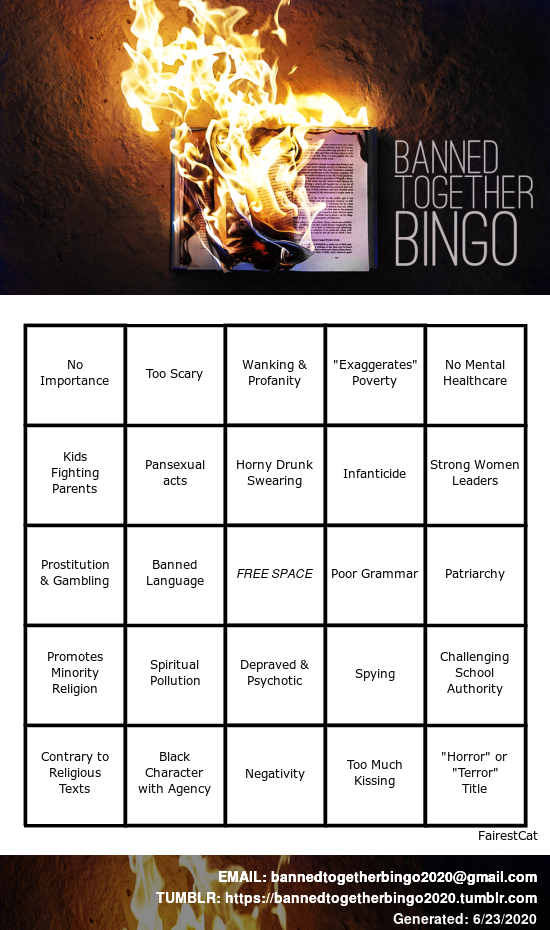 BANNED
TOGETHER
BINGO
No
Importance
Too Scary
Wanking &
Profanity
"Exaggerates"
Poverty
No Mental
Healthcare
Kids
Fighting
Parents
Pansexual
acts
Horny Drunk
Swearing
Infanticide
Strong Women
Leaders
Prostitution
& Gambling
Banned
Language
FREE SPACE
Poor Grammar
Patriarchy
Promotes
Minority
Religion
Spiritual
Pollution
Depraved &
Psychotic
Spying
Challenging
School
Authority
Contrary to
Religious
Texts
Black
Character
with Agency
Negativity
Too Much
Kissing
"Horror" or
"Terror"
Title
FairestCat
EMAIL: bannedtogetherbingo2020@gmail.com
TUMBLR: https://bannedtogetherbingo2020.tumblr.com
Generated: 6/23/2020